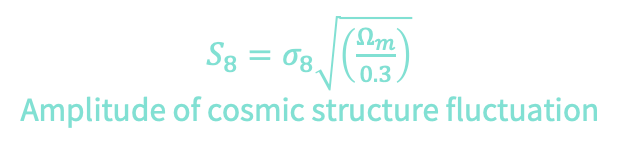 S₈ = σ₈√(Ωₘ/0.3)
Amplitude of cosmic structure fluctuation